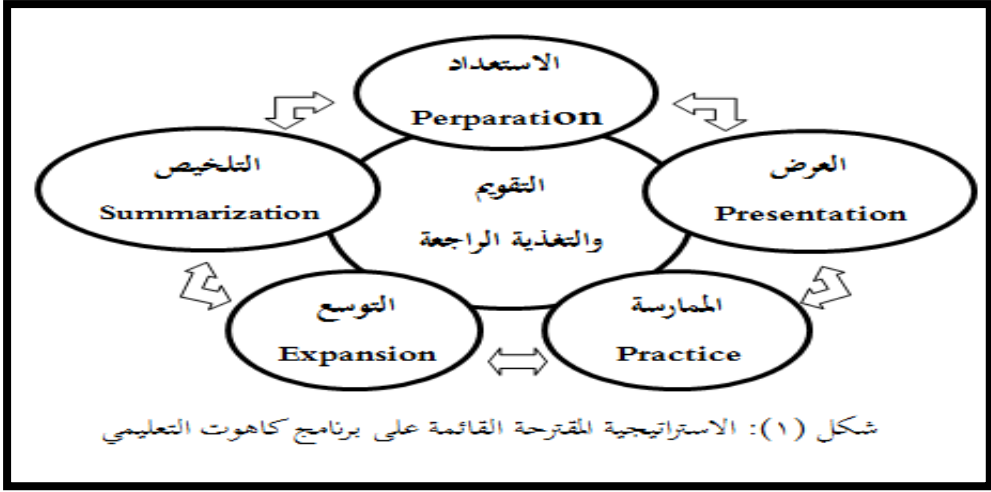 الاستعداد
Perparation
العرض
Presentation
الممارسة
Practice
التوسع
Expansion
التلخيص
Summarization
التقويم
والتغذية الراجعة
شكل (١): الاستراتيجية المقترحة القائمة على برنامج كاهوت التعليمي